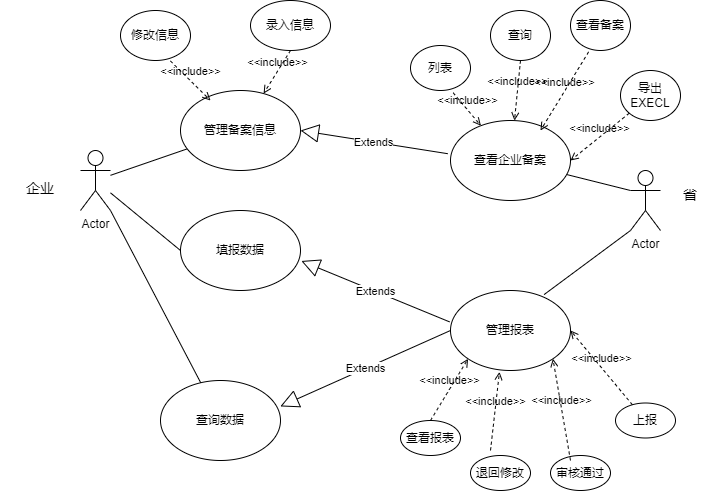 修改信息
录入信息
查询
查看备案
列表
导出
EXECL
<<include>>
<<include>>
<<include>>
<<include>>
<<include>>
<<include>>
管理备案信息
Extends
查看企业备案
企业
Actor
省
Actor
填报数据
Extends
管理报表
Extends
<<include>>
<<include>>
<<include>>
<<include>>
查询数据
查看报表
上报
退回修改
审核通过